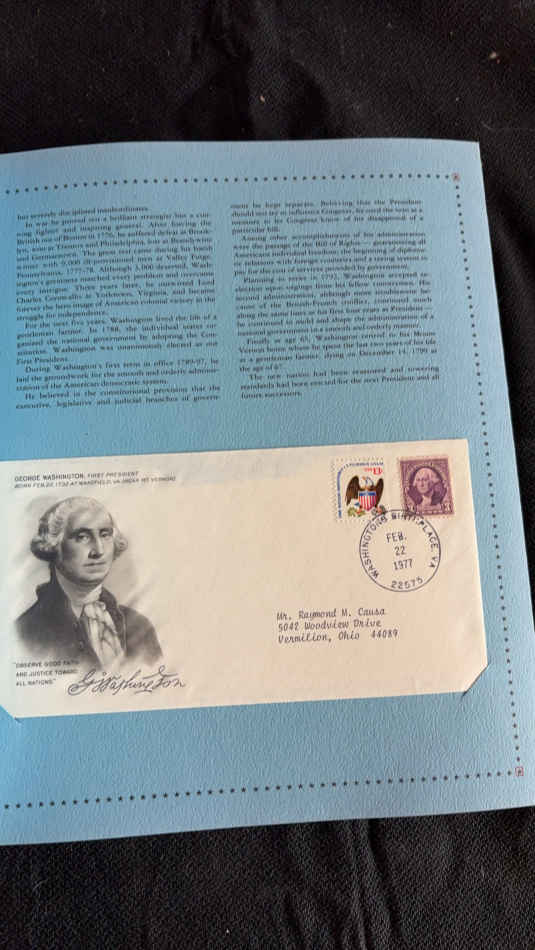 but severely disciplined insubordinates.
In war he proved not a brilliant strategist but a cun-
ning fighter and inspiring general. After forcing the
British out of Boston in 1776, he suffered defeat at Brook-
lyn, won at Trenton and Philadelphia, lost at Brandywine
and Germantown. The great test came during his harsh
winter with 9,000 ill-provisioned men at Valley Forge,
Pennsylvania, 1777-78. Although 3,000 deserted, Wash-
ington's greatness matched every problem and overcame
every intrigue. Three years later, he outwitted Lord
Charles Cornwallis at Yorktown, Virginia, and became
forever the hero image of American colonial victory in the
struggle for independence.
For the next five years, Washington lived the life of a
gentleman farmer. In 1788, the individual states or-
ganized the national government by adopting the Con-
stitution. Washington was unanimously elected as our
First President.
During Washington's first term in office 1789-97, he
laid the groundwork for the smooth and orderly adminis-
tration of the American democratic system.
He believed in the constitutional provision that the
executive, legislative and judicial branches of govern-
ment be kept separate. Believing that the President
should not try to influence Congress, he used the veto as a
measure to let Congress know of his disapproval of a
particular bill.
Among other accomplishments of his administration
were the passage of the Bill of Rights — guaranteeing all
Americans individual freedom, the beginning of diploma-
tic relations with foreign countries and a taxing system to
pay for the cost of services provided by government.
Planning to retire in 1792, Washington accepted re-
election upon urgings from his fellow countrymen. His
second administration, although more troublesome be-
cause of the British-French conflict, continued much
along the same lines as his first four years as President —
he continued to mold and shape the administration of a
national government in a smooth and orderly manner.
Finally at age 65, Washington retired to his Mount
Vernon home where he spent the last two years of his life
as a gentleman farmer, dying on December 14, 1799 at
the age of 67.
The new nation had been reassured and towering
standards had been erected for the next President and all
future successors.
GEORGE WASHINGTON, FIRST PRESIDENT
BORN FEB. 22, 1732 AT WAKEFIELD, VA. (NEAR MT. VERNON)
13c
3
WASHINGTONS BIRTHPLACE, VA
FEB.
22
1977
22575
Mr. Raymond M. Causa
5042 Woodview Drive
Vermilion, Ohio 44089
"OBSERVE GOOD FAITH
AND JUSTICE TOWARD
ALL NATIONS."
G Washington